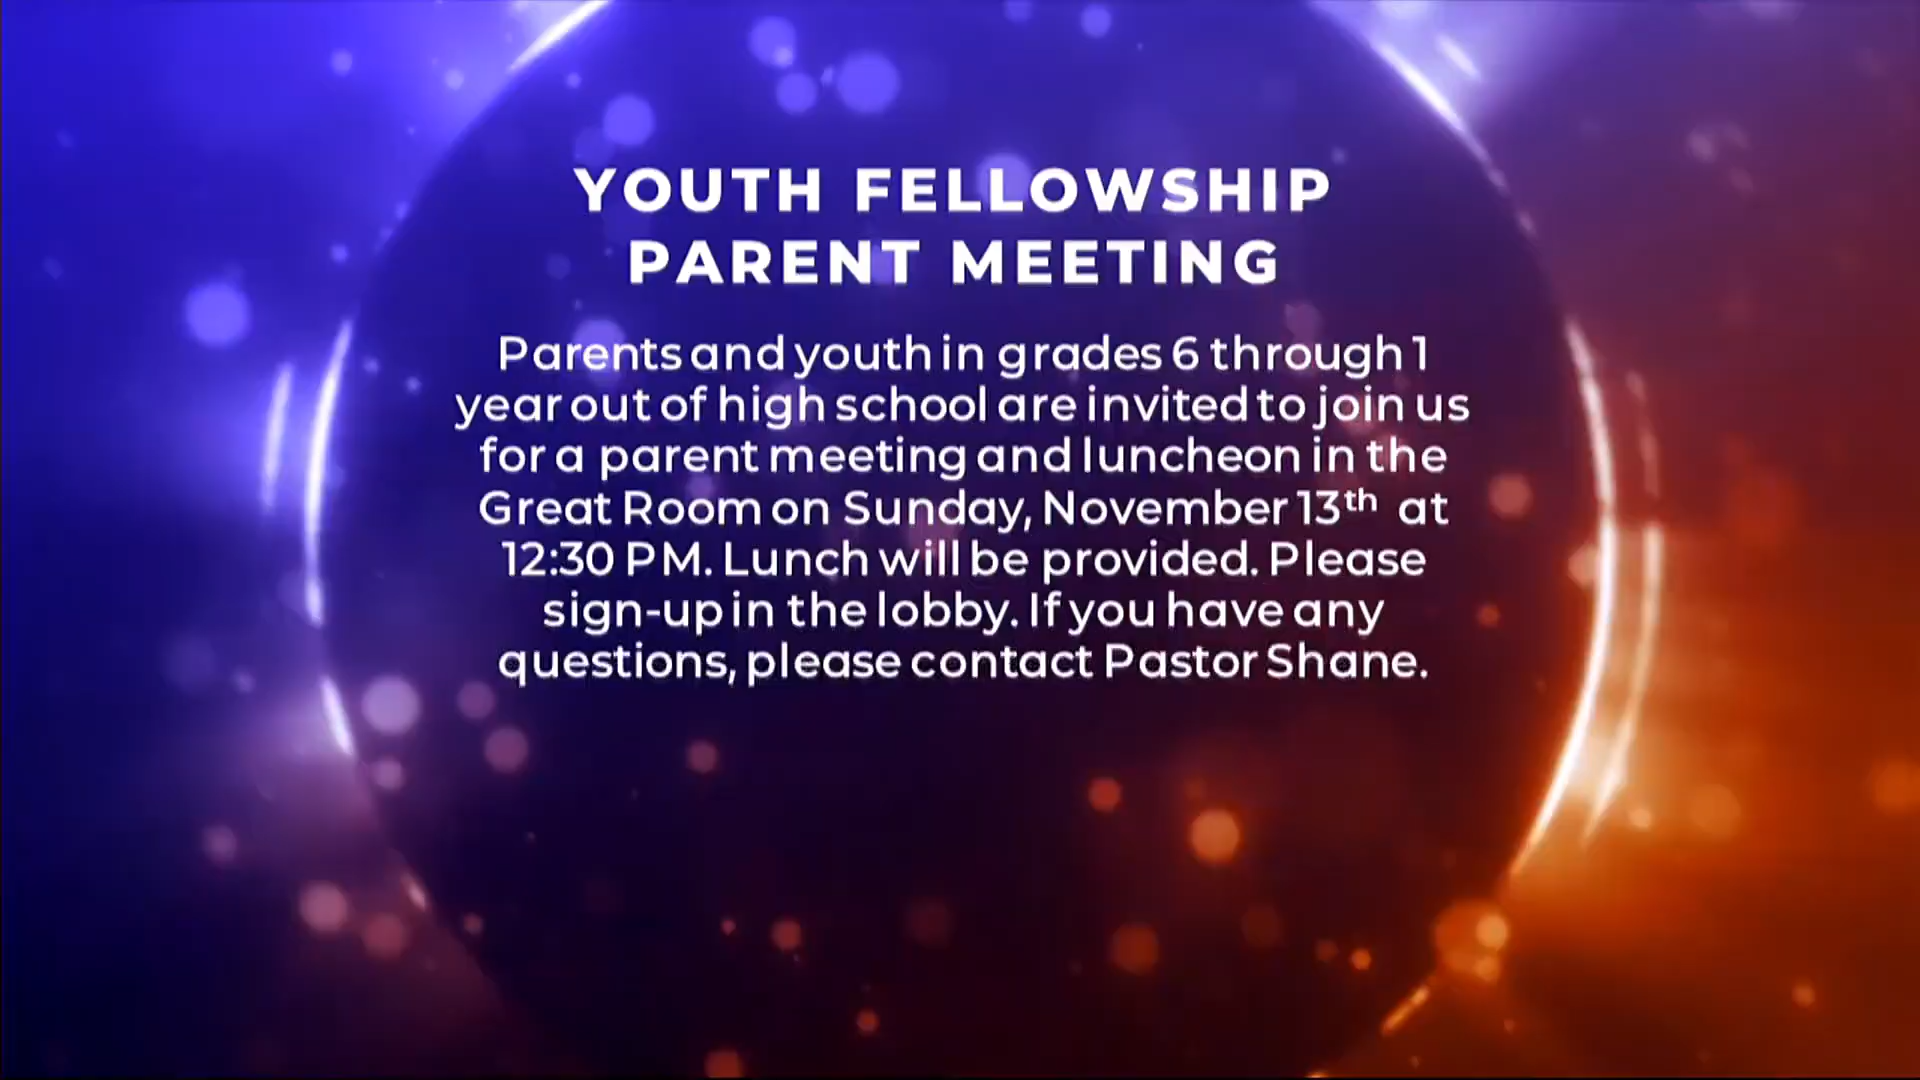 YOUTH FELLOWSHIP
PARENT MEETING
Parents and youth in grades 6 through 1
year out of high school are invited to join us
for a parent meeting and luncheon in the
Great Room on Sunday, November 13th at
12:30 PM. Lunch will be provided. Please
sign-up in the lobby. If you have any
questions, please contact Pastor Shane.